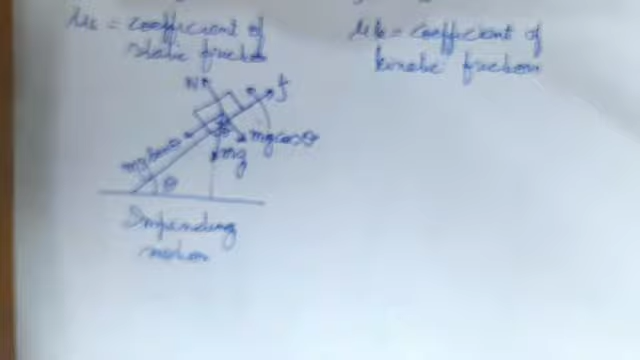 μs = coefficient of
static friction
μk = coefficient of
kinetic friction
N
f
mg sinθ
mg cosθ
mg
θ
Impending
motion